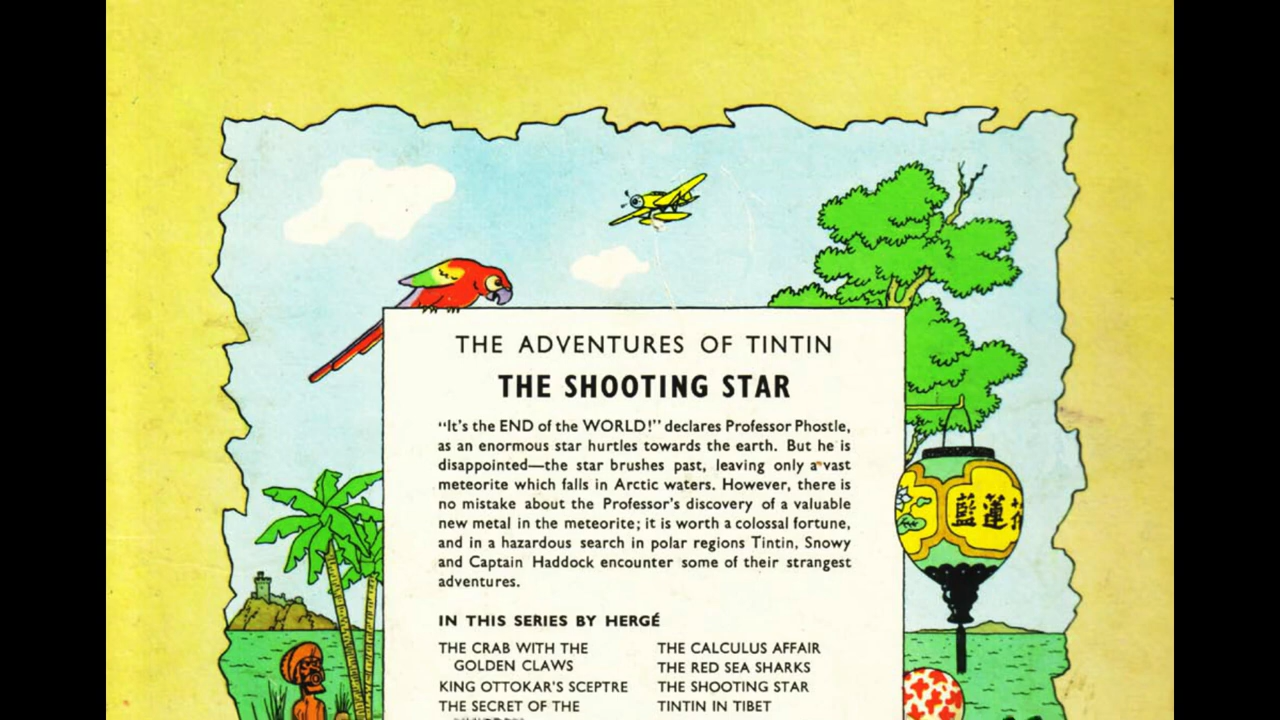 THE ADVENTURES OF TINTIN
THE SHOOTING STAR
“It's the END of the WORLD!” declares Professor Phostle,
as an enormous star hurtles towards the earth. But he is
disappointed—the star brushes past, leaving only a vast
meteorite which falls in Arctic waters. However, there is
no mistake about the Professor's discovery of a valuable
new metal in the meteorite; it is worth a colossal fortune,
and in a hazardous search in polar regions Tintin, Snowy
and Captain Haddock encounter some of their strangest
adventures.
IN THIS SERIES BY HERGÉ
THE CRAB WITH THE
GOLDEN CLAWS
KING OTTOKAR'S SCEPTRE
THE SECRET OF THE
THE CALCULUS AFFAIR
THE RED SEA SHARKS
THE SHOOTING STAR
TINTIN IN TIBET
藍蓮